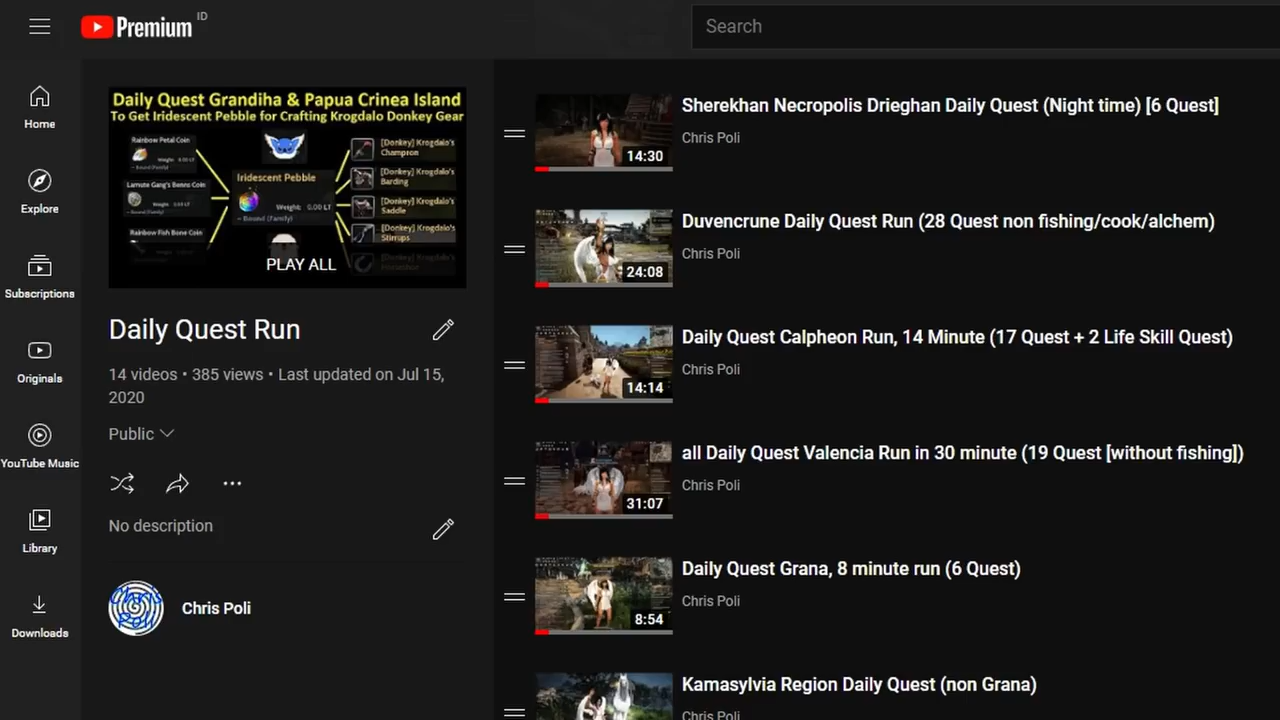 Premium ID
Search
Home
Explore
Subscriptions
Originals
YouTube Music
Library
Downloads
Daily Quest Grandiha & Papua Crinea Island
To Get Iridescent Pebble for Crafting Krogdalo Donkey Gear
Rainbow Petal Coin
Lamute Gang's Benns Coin
Rainbow Fish Bone Coin
Iridescent Pebble
Weight: 0.00 LT
– Bound (Family)
[Donkey] Krogdalo's
Champron
[Donkey] Krogdalo's
Barding
[Donkey] Krogdalo's
Saddle
[Donkey] Krogdalo's
Stirrups
PLAY ALL
Daily Quest Run
14 videos • 385 views • Last updated on Jul 15,
2020
Public
No description
Chris Poli
Sherekhan Necropolis Drieghan Daily Quest (Night time) [6 Quest]
Chris Poli
14:30
Duvencrune Daily Quest Run (28 Quest non fishing/cook/alchem)
Chris Poli
24:08
Daily Quest Calpheon Run, 14 Minute (17 Quest + 2 Life Skill Quest)
Chris Poli
14:14
all Daily Quest Valencia Run in 30 minute (19 Quest [without fishing])
Chris Poli
31:07
Daily Quest Grana, 8 minute run (6 Quest)
Chris Poli
8:54
Kamasylvia Region Daily Quest (non Grana)
Chris Poli